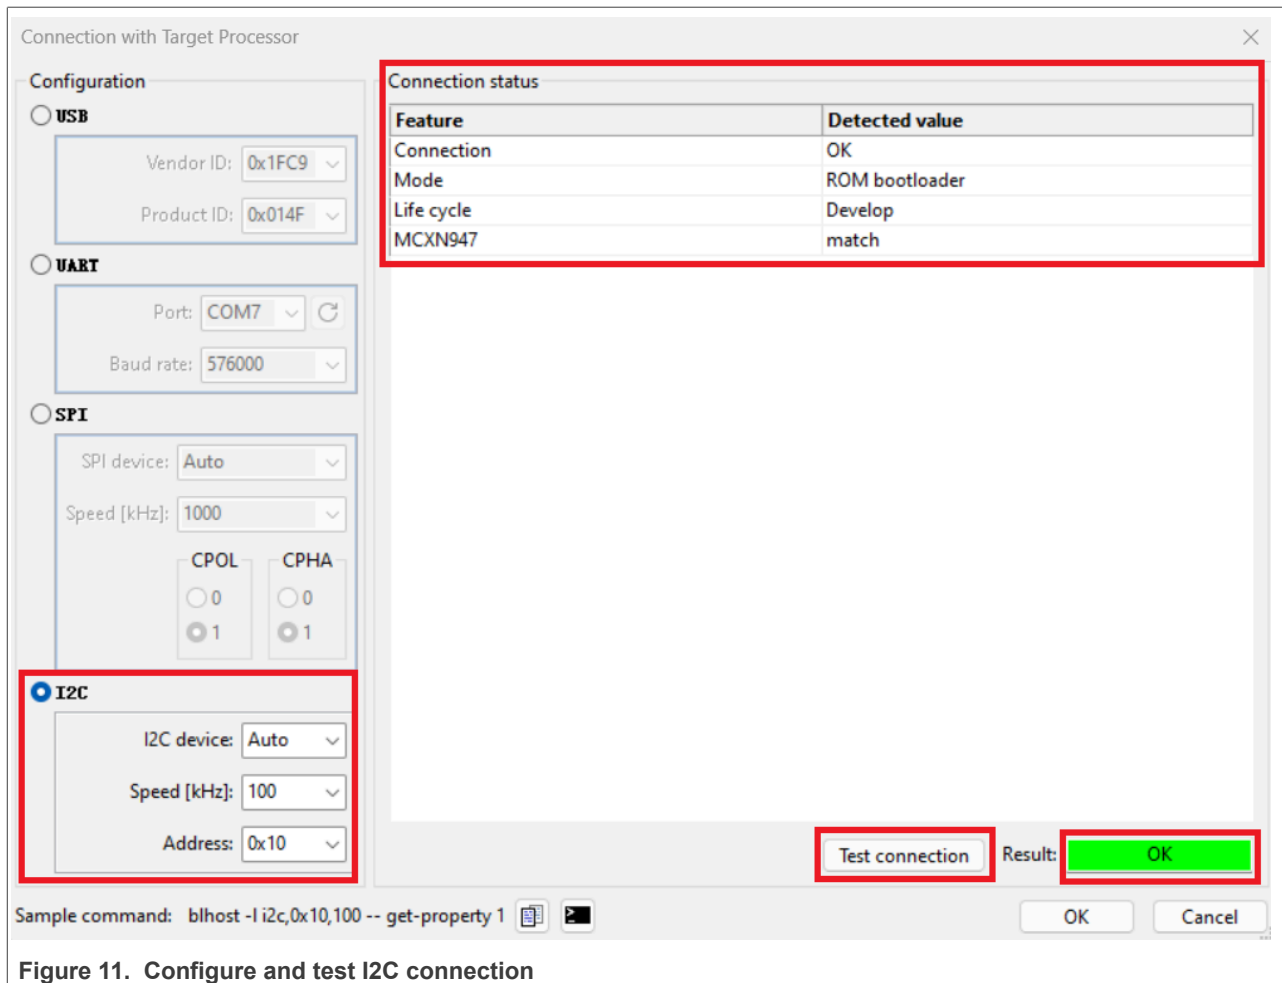 Connection with Target Processor
Configuration
USB
Vendor ID: 0x1FC9
Product ID: 0x014F
UART
Port: COM7
Baud rate: 576000
SPI
SPI device: Auto
Speed [kHz]: 1000
CPOL CPHA
0 0
1 1
I2C
I2C device: Auto
Speed [kHz]: 100
Address: 0x10
Connection status
Feature Detected value
Connection OK
Mode ROM bootloader
Life cycle Develop
MCXN947 match
Test connection Result: OK
Sample command: blhost -I i2c,0x10,100 -- get-property 1
OK Cancel
Figure 11. Configure and test I2C connection